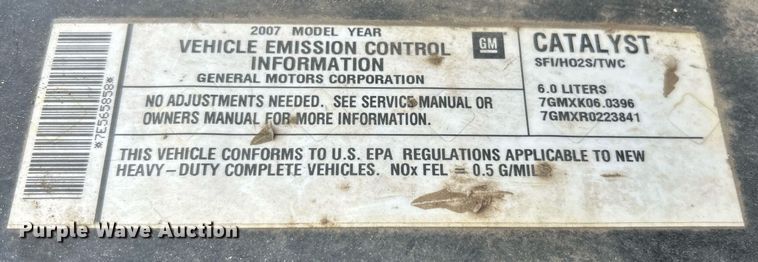 2007 MODEL YEAR
VEHICLE EMISSION CONTROL
INFORMATION
GENERAL MOTORS CORPORATION
GM
CATALYST
SFI/HO2S/TWC
6.0 LITERS
7GMXK06.0396
7GMXR0223841
NO ADJUSTMENTS NEEDED. SEE SERVICE MANUAL OR
OWNERS MANUAL FOR MORE INFORMATION.
THIS VEHICLE CONFORMS TO U.S. EPA REGULATIONS APPLICABLE TO NEW
HEAVY-DUTY COMPLETE VEHICLES. NOx FEL = 0.5 G/MILE
*7E565858*
Purple Wave Auction